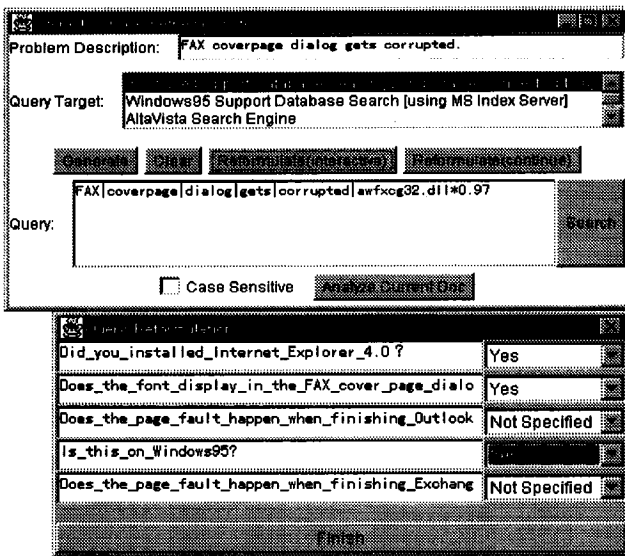 Problem Description: FAX coverpage dialog gets corrupted.
Query Target:
Windows95 Support Database Search [using MS Index Server]
AltaVista Search Engine
Generate Clear Reformulate(interactive) Reformulate(continue)
Query:
FAX|coverpage|dialog|gets|corrupted|awfxcg32.dll*0.97
Search
Case Sensitive Analyze Current Doc
Query Reformulation
Did_you_installed_Internet_Explorer_4.0? Yes
Does_the_font_display_in_the_FAX_cover_page_dialo Yes
Does_the_page_fault_happen_when_finishing_Outlook Not Specified
Is_this_on_Windows95?
Does_the_page_fault_happen_when_finishing_Exchang Not Specified
Finish